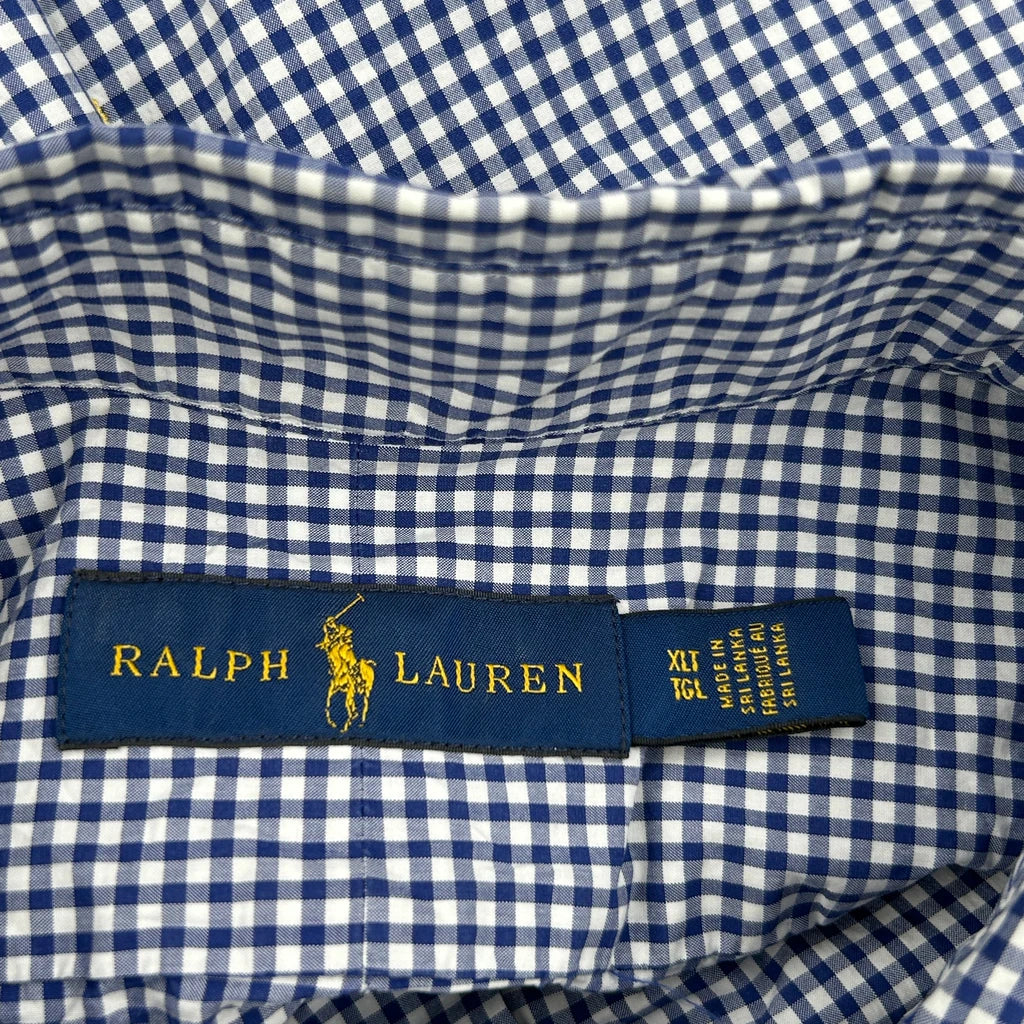 RALPH LAUREN
XLT
TGL
MADE IN
SRI LANKA
FABRIQUÉ AU
SRI LANKA